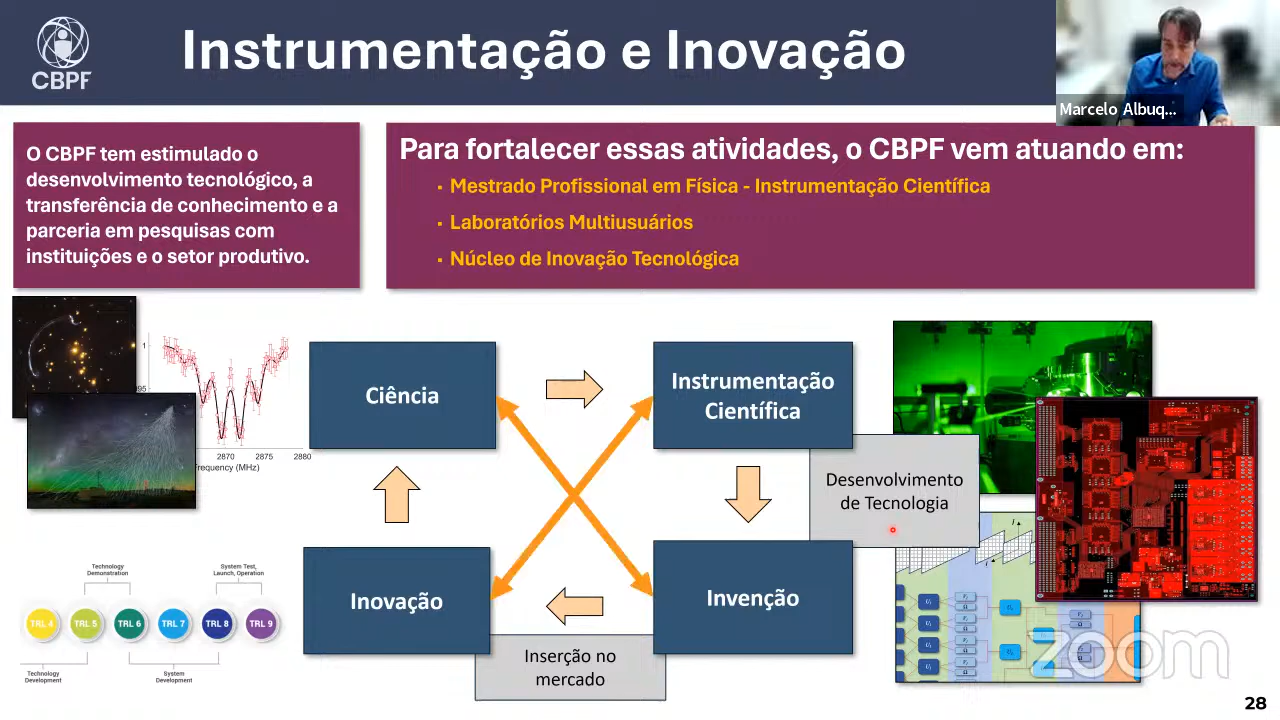 CBPF
Instrumentação e Inovação
Marcelo Albuq...
O CBPF tem estimulado o
desenvolvimento tecnológico, a
transferência de conhecimento e a
parceria em pesquisas com
instituições e o setor produtivo.
Para fortalecer essas atividades, o CBPF vem atuando em:
▪ Mestrado Profissional em Física - Instrumentação Científica
▪ Laboratórios Multiusuários
▪ Núcleo de Inovação Tecnológica
1
2870
2875
2880
Ciência
Instrumentação
Científica
Desenvolvimento
de Tecnologia
Inovação
Invenção
Inserção no
mercado
Technology
Demonstration
System Test,
Launch, Operation
TRL 4
TRL 5
TRL 6
TRL 7
TRL 8
TRL 9
Technology
Development
System
Development
zoom
28